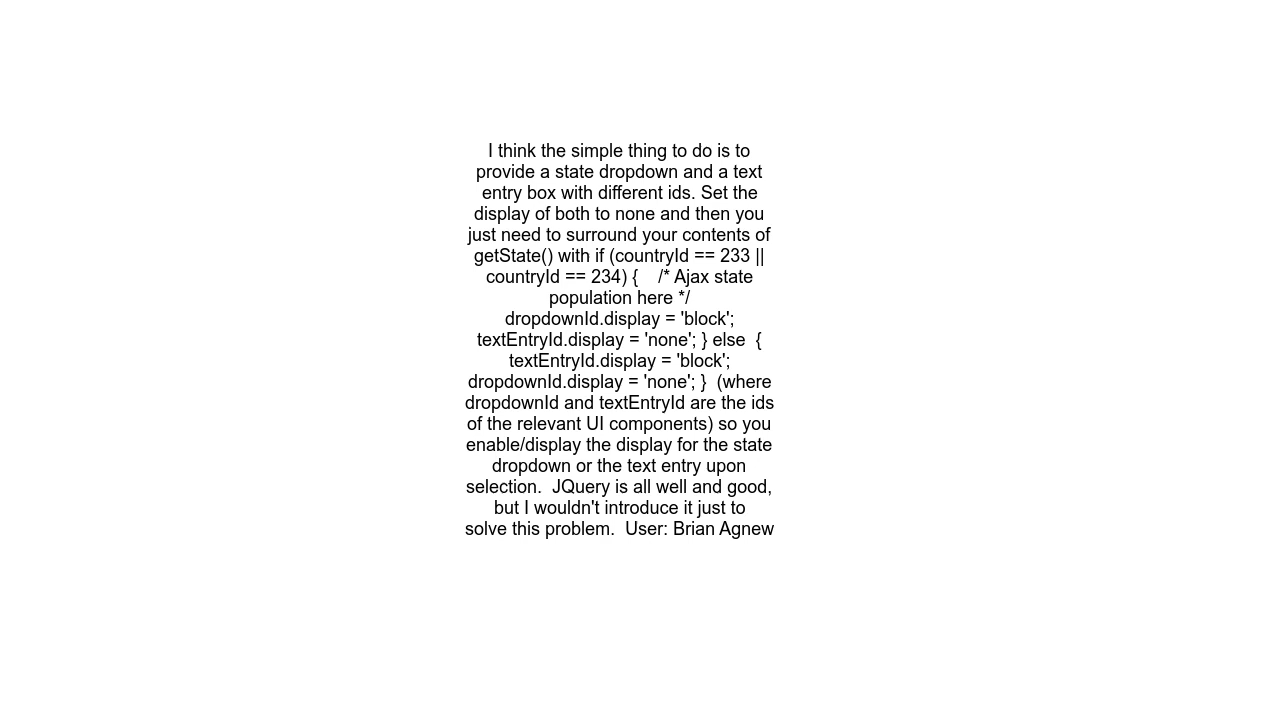 I think the simple thing to do is to
provide a state dropdown and a text
entry box with different ids. Set the
display of both to none and then you
just need to surround your contents of
getState() with if (countryId == 233 ||
countryId == 234) {    /* Ajax state
population here */
dropdownId.display = 'block';
textEntryId.display = 'none'; } else  {
textEntryId.display = 'block';
dropdownId.display = 'none'; }  (where
dropdownId and textEntryId are the ids
of the relevant UI components) so you
enable/display the display for the state
dropdown or the text entry upon
selection.  JQuery is all well and good,
but I wouldn't introduce it just to
solve this problem.  User: Brian Agnew